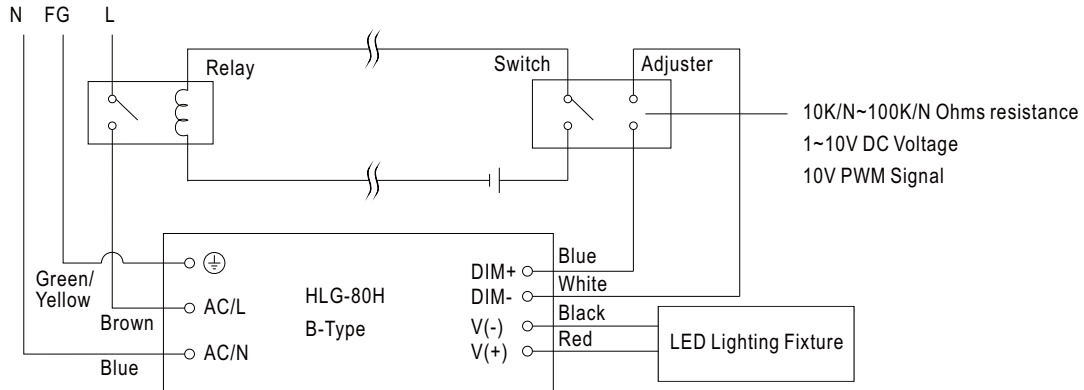 N FG L
Relay
Switch
Adjuster
10K/N~100K/N Ohms resistance
1~10V DC Voltage
10V PWM Signal
Green/
Yellow
Brown
Blue
AC/L
AC/N
HLG-80H
B-Type
DIM+
DIM-
V(-)
V(+)
Blue
White
Black
Red
LED Lighting Fixture